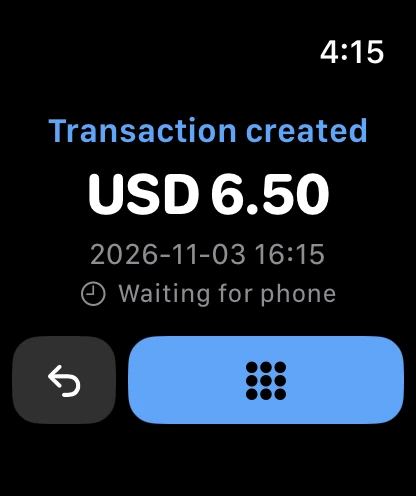 4:15
Transaction created
USD 6.50
2026-11-03 16:15
Waiting for phone